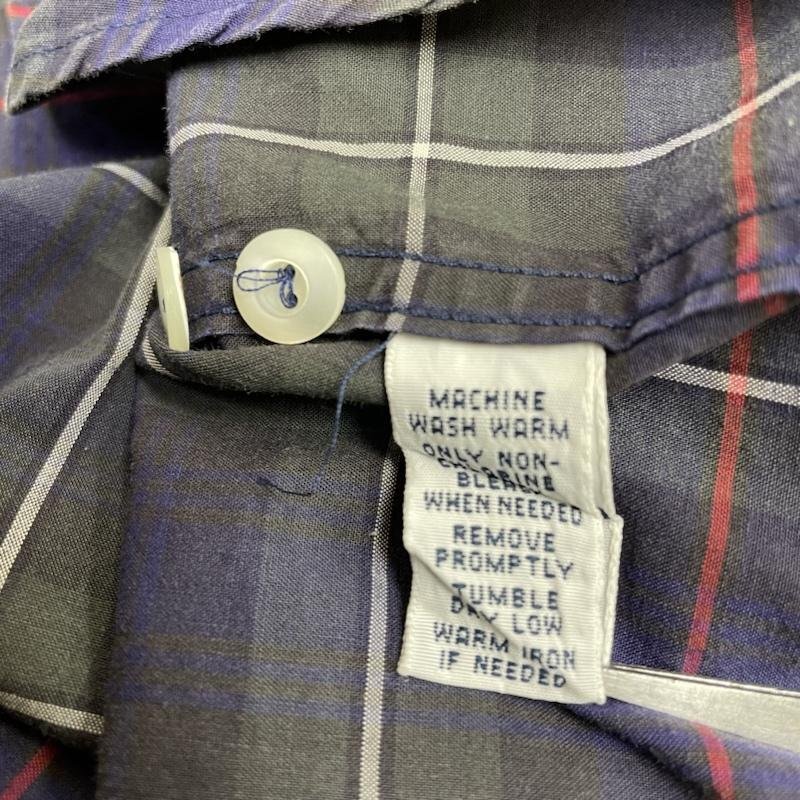 MACHINE
WASH WARM
ONLY NON-
CHLORINE
BLEACH
WHEN NEEDED
REMOVE
PROMPTLY
TUMBLE
DRY LOW
WARM IRON
IF NEEDED